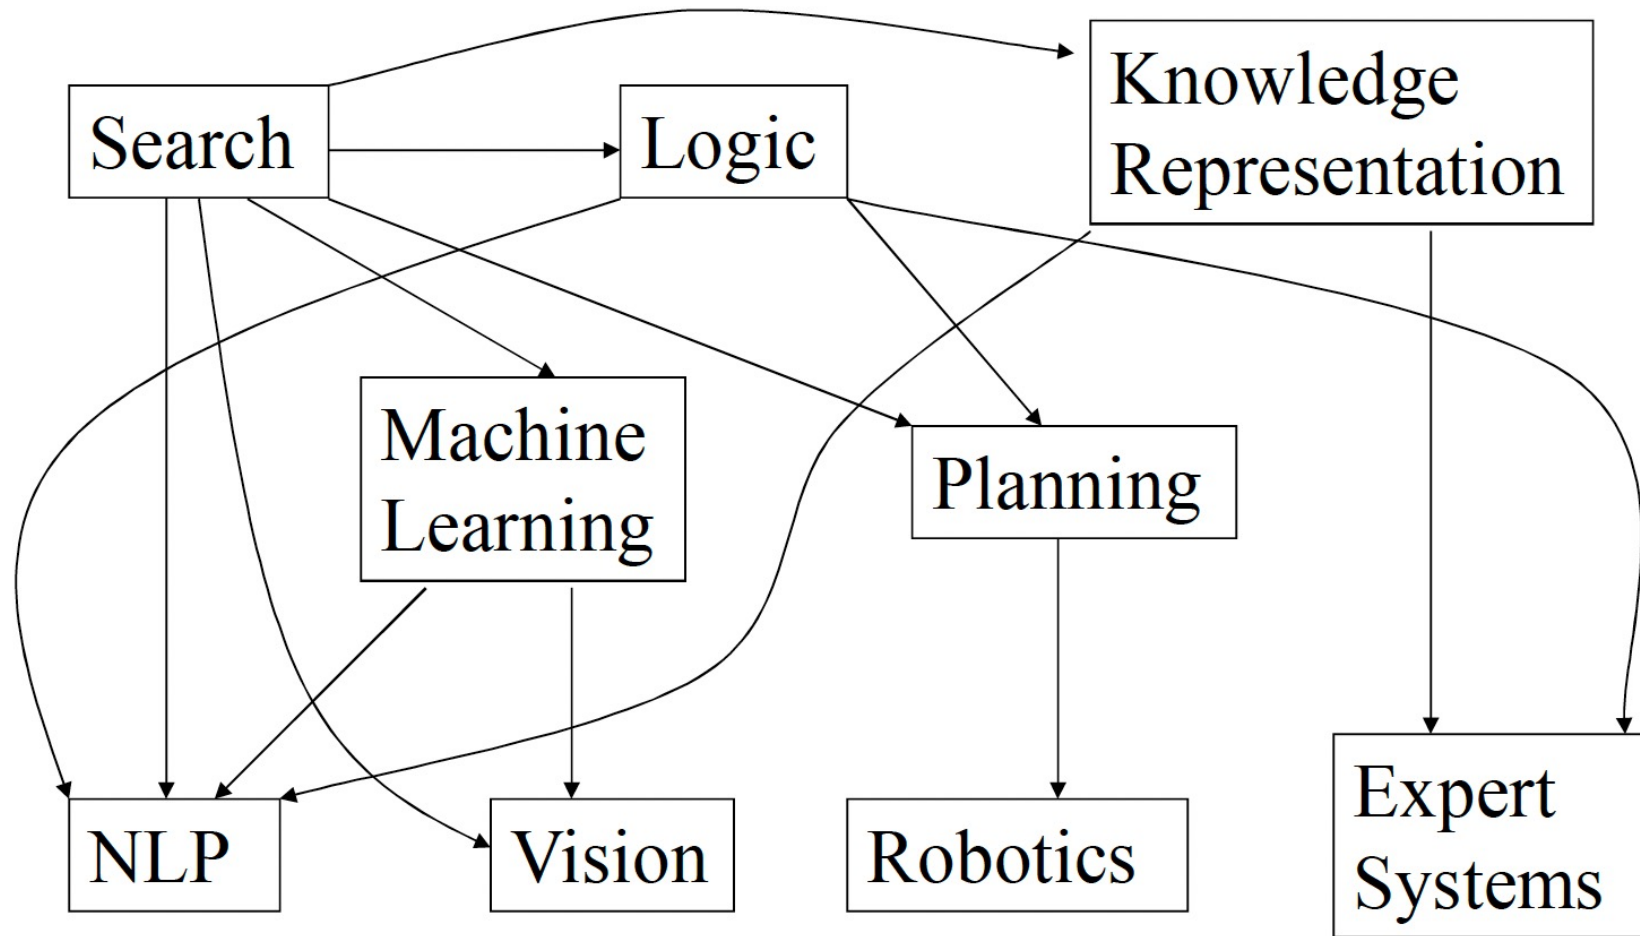 Search
Logic
Knowledge
Representation
Machine
Learning
Planning
NLP
Vision
Robotics
Expert
Systems